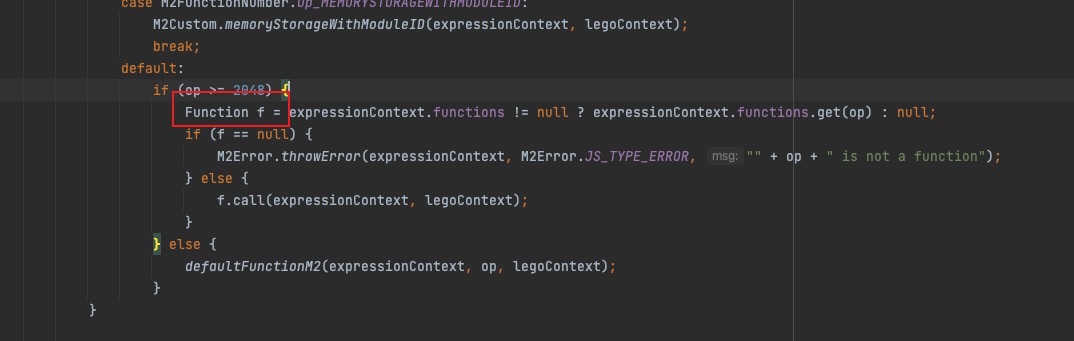 case M2FunctionNumber.Op_MEMORYSTORAGEWITHMODULEID:
M2Custom.memoryStorageWithModuleID(expressionContext, legoContext);
break;
default:
if (op >= 2048) {
Function f = expressionContext.functions != null ? expressionContext.functions.get(op) : null;
if (f == null) {
M2Error.throwError(expressionContext, M2Error.JS_TYPE_ERROR, msg: "" + op + " is not a function");
} else {
f.call(expressionContext, legoContext);
}
} else {
defaultFunctionM2(expressionContext, op, legoContext);
}
}